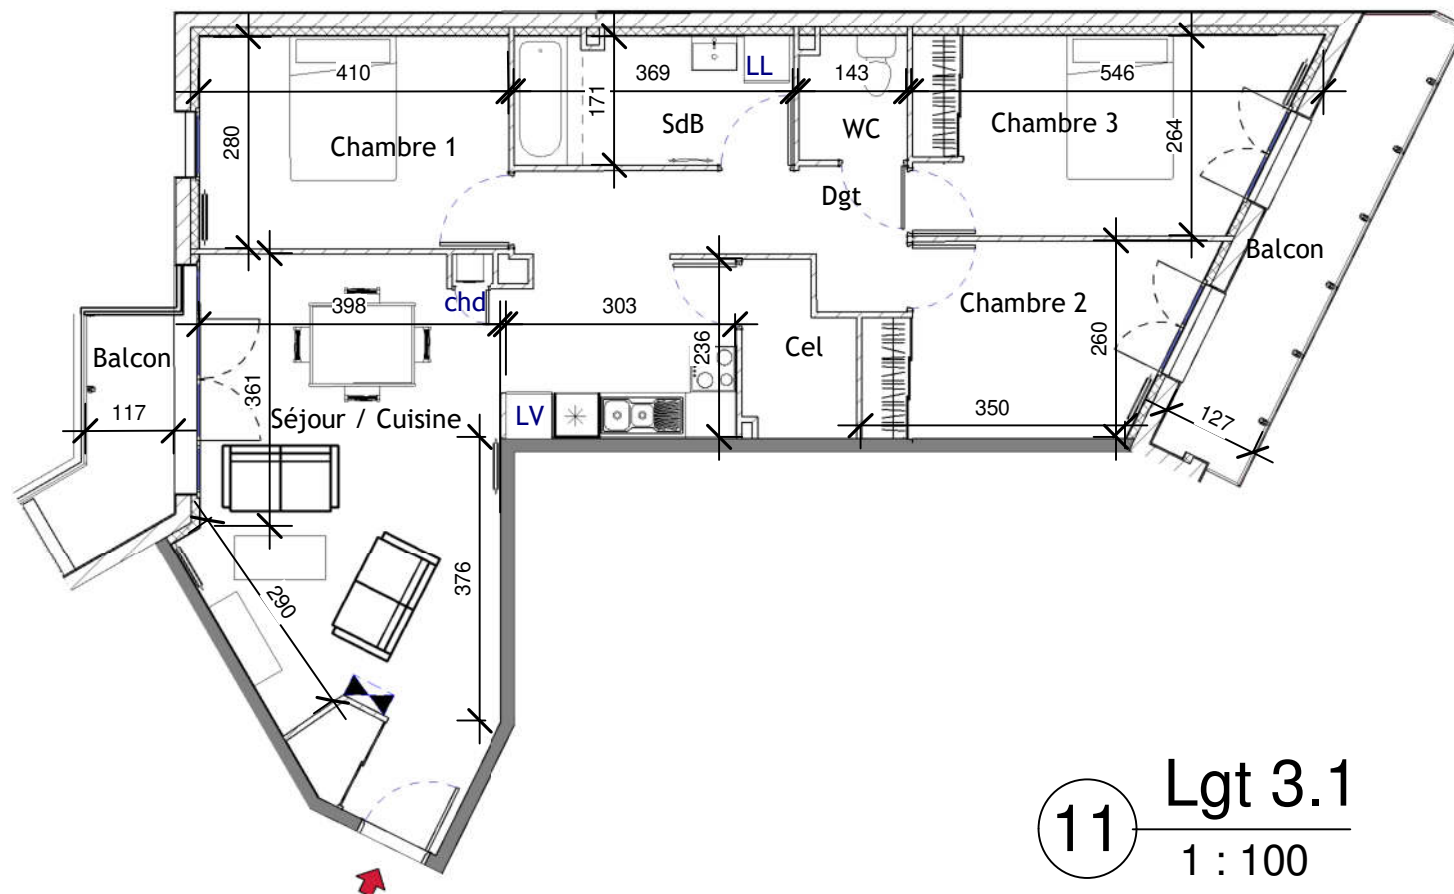 410
369
LL
143
546
171
SdB
WC
Chambre 3
280
Chambre 1
264
Dgt
Balcon
chd
398
303
Chambre 2
Balcon
236
Cel
260
361
117
Séjour / Cuisine
LV
350
127
376
290
11
Lgt 3.1
1 : 100